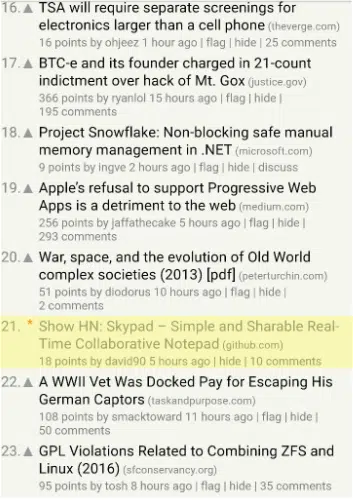 16. TSA will require separate screenings for
electronics larger than a cell phone (theverge.com)
16 points by ohjeez 1 hour ago | flag | hide | 25 comments
17. BTC-e and its founder charged in 21-count
indictment over hack of Mt. Gox (justice.gov)
366 points by ryanlol 15 hours ago | flag | hide |
195 comments
18. Project Snowflake: Non-blocking safe manual
memory management in .NET (microsoft.com)
9 points by ingve 2 hours ago | flag | hide | discuss
19. Apple's refusal to support Progressive Web
Apps is a detriment to the web (medium.com)
256 points by jaffathecake 5 hours ago | flag | hide |
293 comments
20. War, space, and the evolution of Old World
complex societies (2013) [pdf] (peterturchin.com)
51 points by diodorus 10 hours ago | flag | hide |
2 comments
21. * Show HN: Skypad – Simple and Sharable Real-
Time Collaborative Notepad (github.com)
18 points by david90 5 hours ago | hide | 10 comments
22. A WWII Vet Was Docked Pay for Escaping His
German Captors (taskandpurpose.com)
108 points by smacktoward 11 hours ago | flag | hide |
50 comments
23. GPL Violations Related to Combining ZFS and
Linux (2016) (sfconservancy.org)
95 points by tosh 8 hours ago | flag | hide | 35 comments